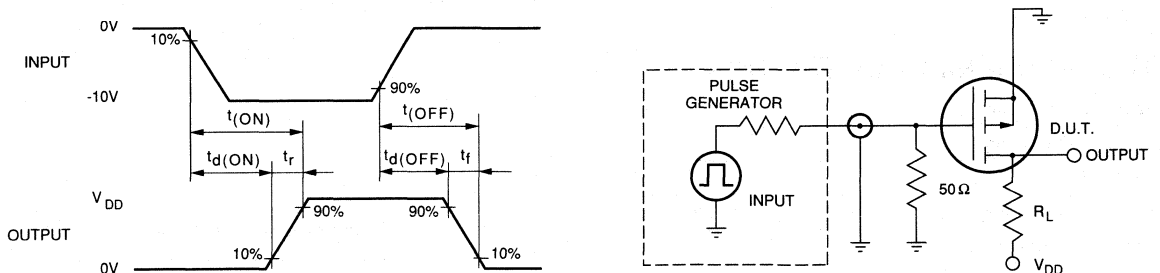 0V
10%
INPUT
-10V
90%
t(ON)
t(OFF)
td(ON)
tr
td(OFF)
tf
VDD
90%
90%
OUTPUT
10%
10%
0V
PULSE
GENERATOR
INPUT
50Ω
D.U.T.
OUTPUT
RL
VDD